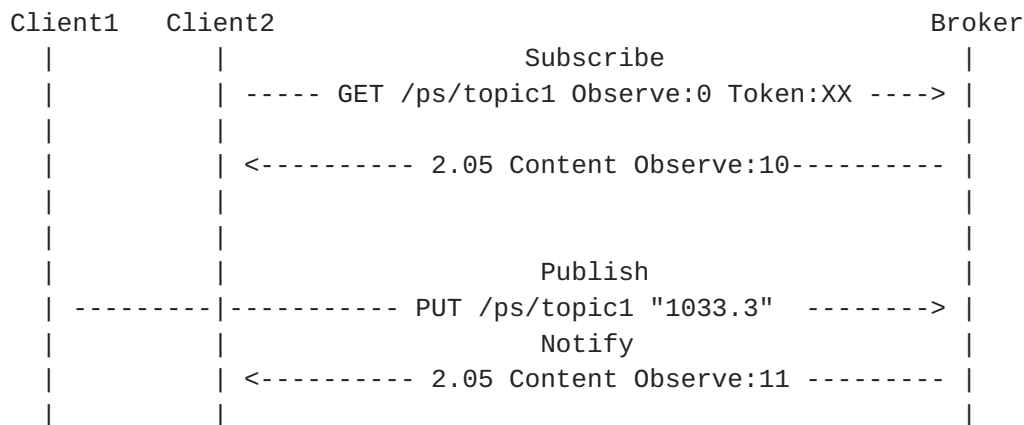 Client1   Client2                                          Broker
  |          |                   Subscribe                   |
  |          | ----- GET /ps/topic1 Observe:0 Token:XX ----> |
  |          |                                               |
  |          | <---------- 2.05 Content Observe:10---------- |
  |          |                                               |
  |          |                                               |
  |          |                    Publish                    |
  | ---------|----------- PUT /ps/topic1 "1033.3"  --------> |
  |          |                    Notify                     |
  |          | <---------- 2.05 Content Observe:11 --------- |
  |          |                                               |